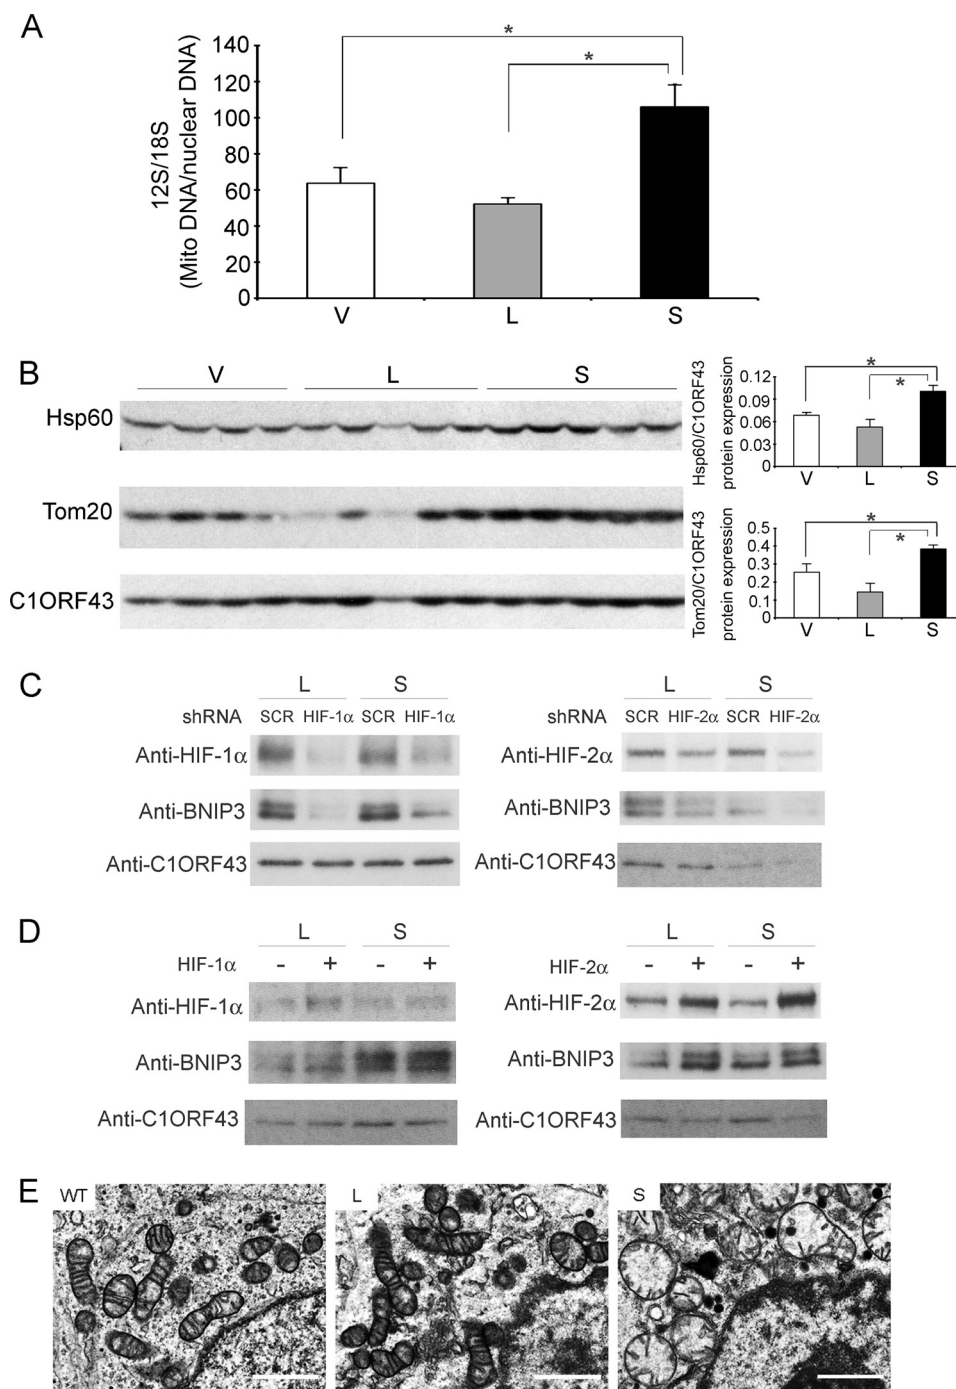 A
12S/18S
(Mito DNA/nuclear DNA)
140
120
100
80
60
40
20
0
*
*
V L S
B
V L S
Hsp60
Tom20
C1ORF43
Hsp60/C1ORF43
protein expression
0.12
0.09
0.06
0.03
0
*
*
V L S
Tom20/C1ORF43
protein expression
0.5
0.4
0.3
0.2
0.1
0
*
*
V L S
C
L S
shRNA SCR HIF-1α SCR HIF-1α
Anti-HIF-1α
Anti-BNIP3
Anti-C1ORF43
L S
shRNA SCR HIF-2α SCR HIF-2α
Anti-HIF-2α
Anti-BNIP3
Anti-C1ORF43
D
L S
HIF-1α - + - +
Anti-HIF-1α
Anti-BNIP3
Anti-C1ORF43
L S
HIF-2α - + - +
Anti-HIF-2α
Anti-BNIP3
Anti-C1ORF43
E
WT L S